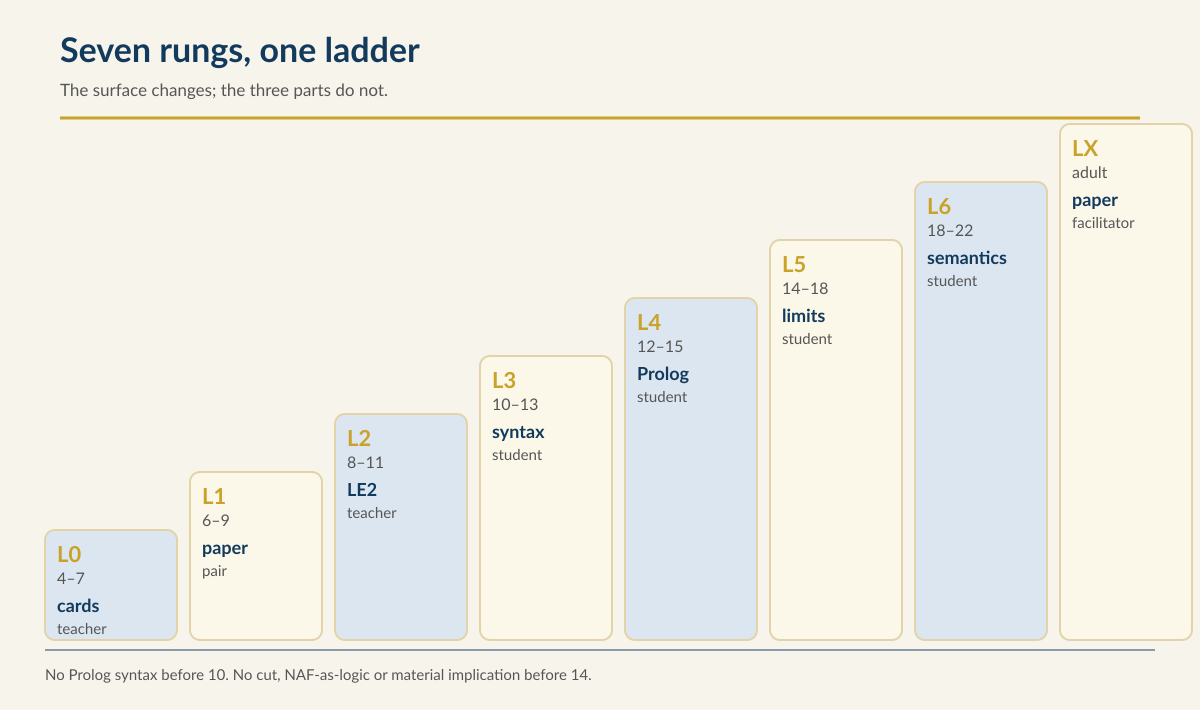 Seven rungs, one ladder
The surface changes; the three parts do not.
L0
4–7
cards
teacher
L1
6–9
paper
pair
L2
8–11
LE2
teacher
L3
10–13
syntax
student
L4
12–15
Prolog
student
L5
14–18
limits
student
L6
18–22
semantics
student
LX
adult
paper
facilitator
No Prolog syntax before 10. No cut, NAF-as-logic or material implication before 14.